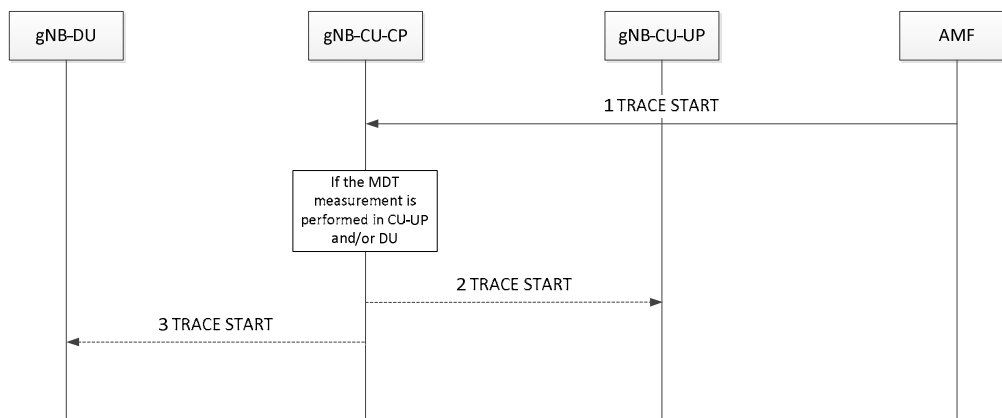 gNB-DU
gNB-CU-CP
gNB-CU-UP
AMF
1 TRACE START
If the MDT
measurement is
performed in CU-UP
and/or DU
2 TRACE START
3 TRACE START